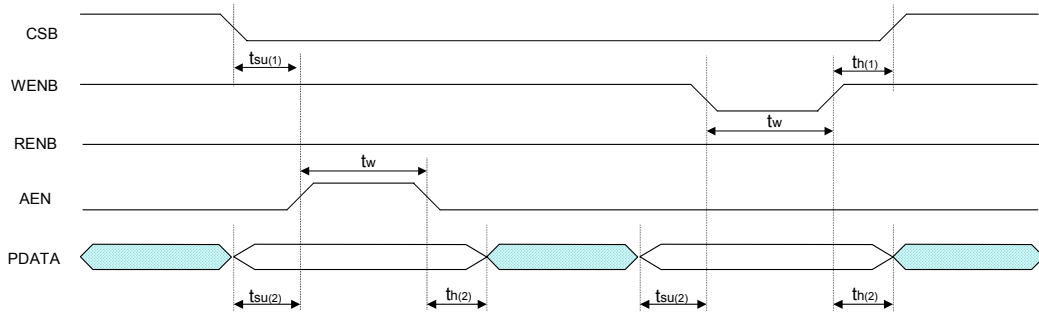 CSB
tsu(1)
th(1)
WENB
tw
RENB
tw
AEN
PDATA
tsu(2)
th(2)
tsu(2)
th(2)